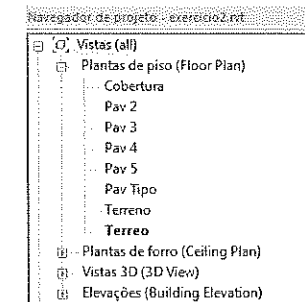 Navegador de projeto - exercicio2.rvt
Vistas (all)
Plantas de piso (Floor Plan)
Cobertura
Pav 2
Pav 3
Pav 4
Pav 5
Pav Tipo
Terreno
Terreo
Plantas de forro (Ceiling Plan)
Vistas 3D (3D View)
Elevações (Building Elevation)